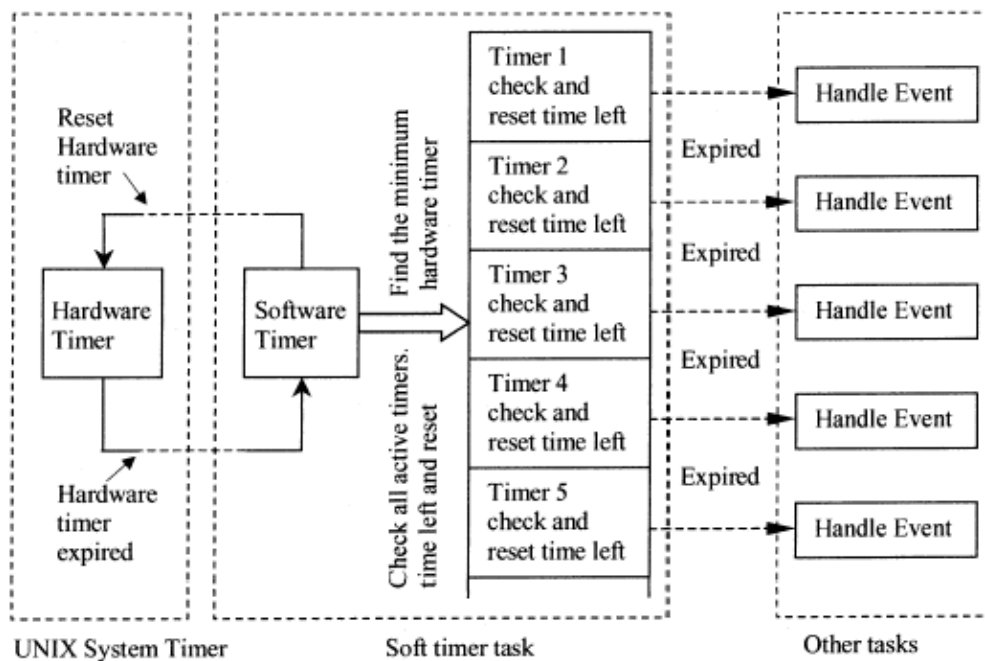 Reset
Hardware
timer
Hardware
Timer
Hardware
timer
expired
UNIX System Timer
Software
Timer
Find the minimum
hardware timer
Check all active timers.
time left and reset
Timer 1
check and
reset time left
Timer 2
check and
reset time left
Timer 3
check and
reset time left
Timer 4
check and
reset time left
Timer 5
check and
reset time left
Soft timer task
Expired
Expired
Expired
Expired
Handle Event
Handle Event
Handle Event
Handle Event
Handle Event
Other tasks